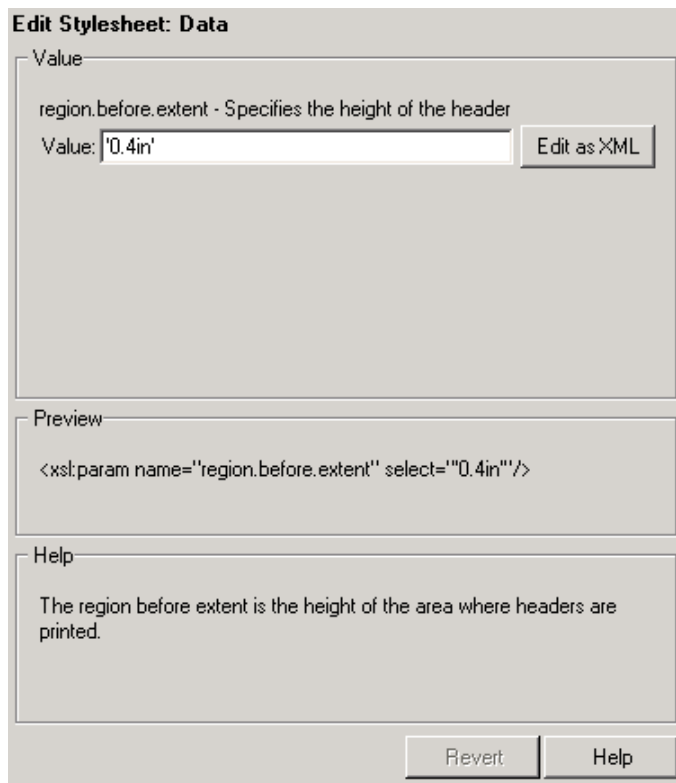 Edit Stylesheet: Data
Value
region.before.extent - Specifies the height of the header
Value: '0.4in'
Edit as XML
Preview
<xsl:param name="region.before.extent" select="'0.4in'"/>
Help
The region before extent is the height of the area where headers are
printed.
Revert
Help